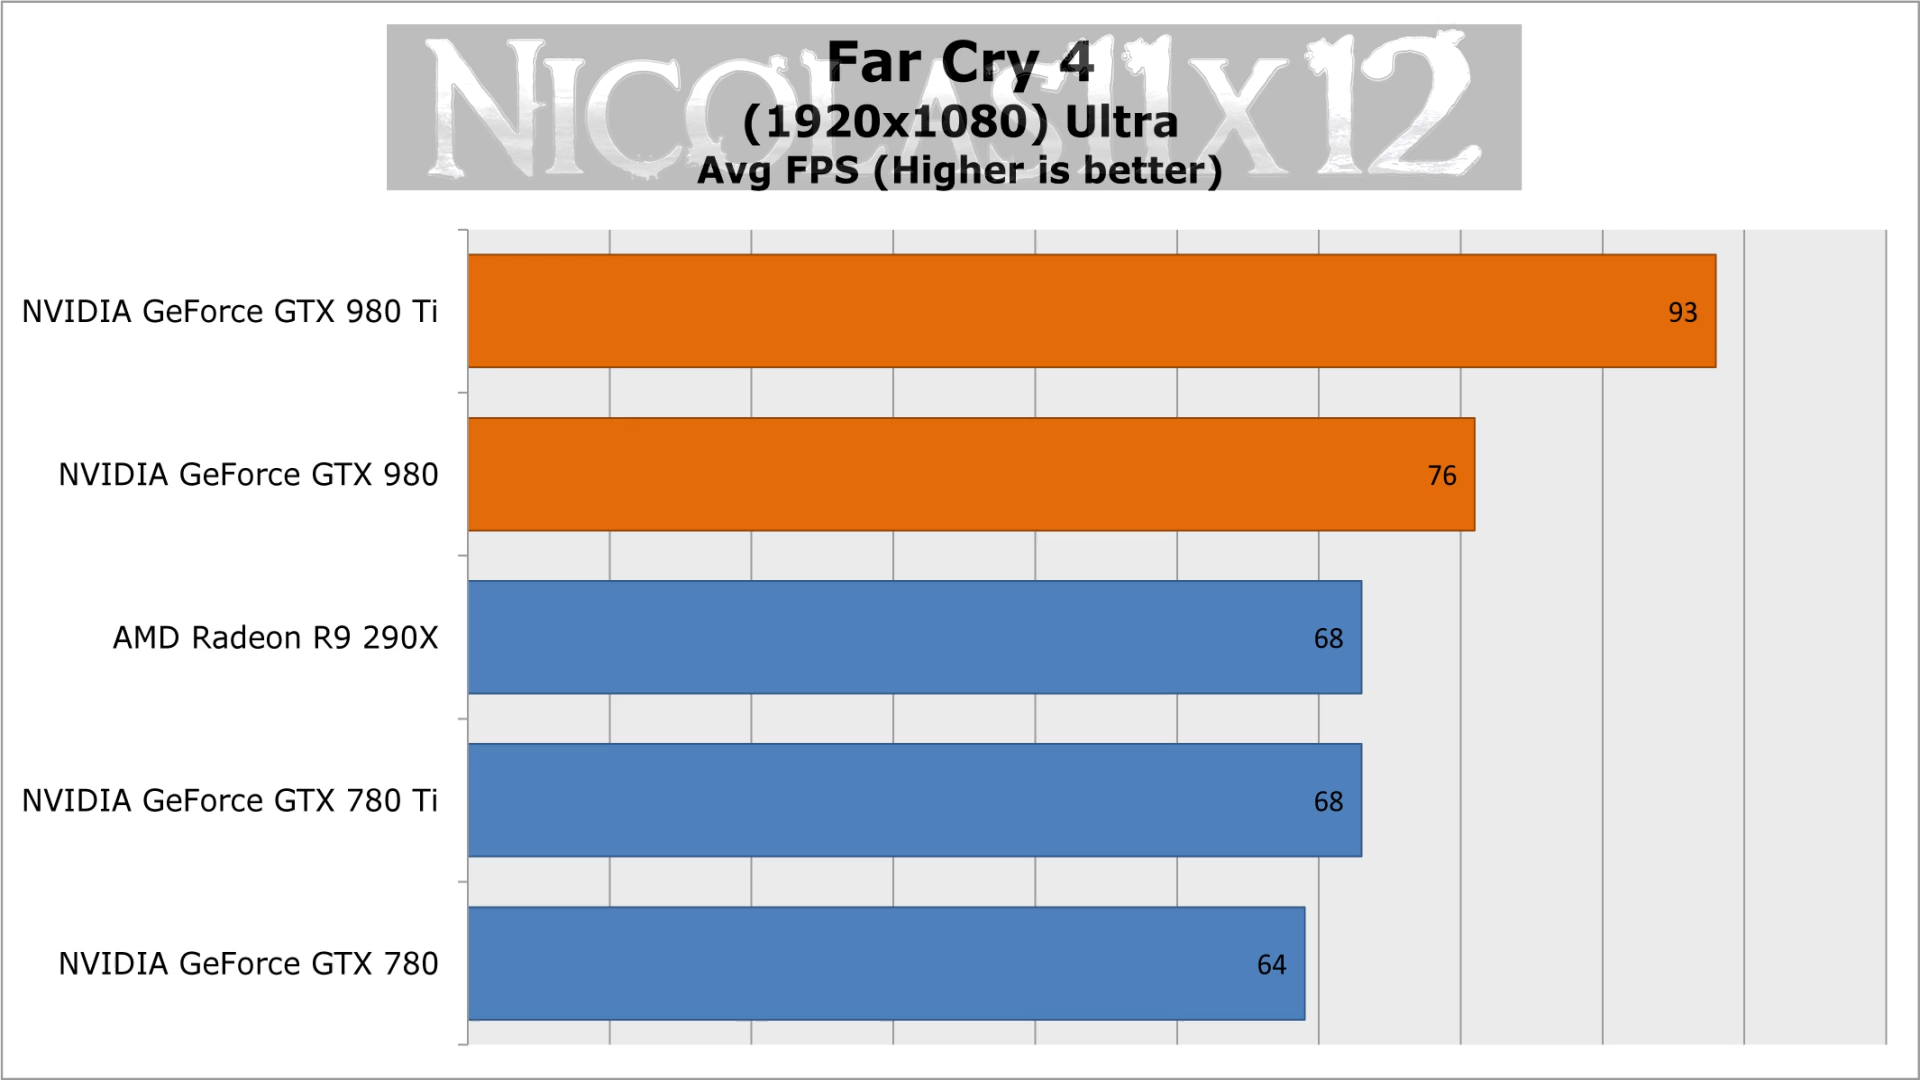 Nicolas11x12
Far Cry 4
(1920x1080) Ultra
Avg FPS (Higher is better)
NVIDIA GeForce GTX 980 Ti 93
NVIDIA GeForce GTX 980 76
AMD Radeon R9 290X 68
NVIDIA GeForce GTX 780 Ti 68
NVIDIA GeForce GTX 780 64